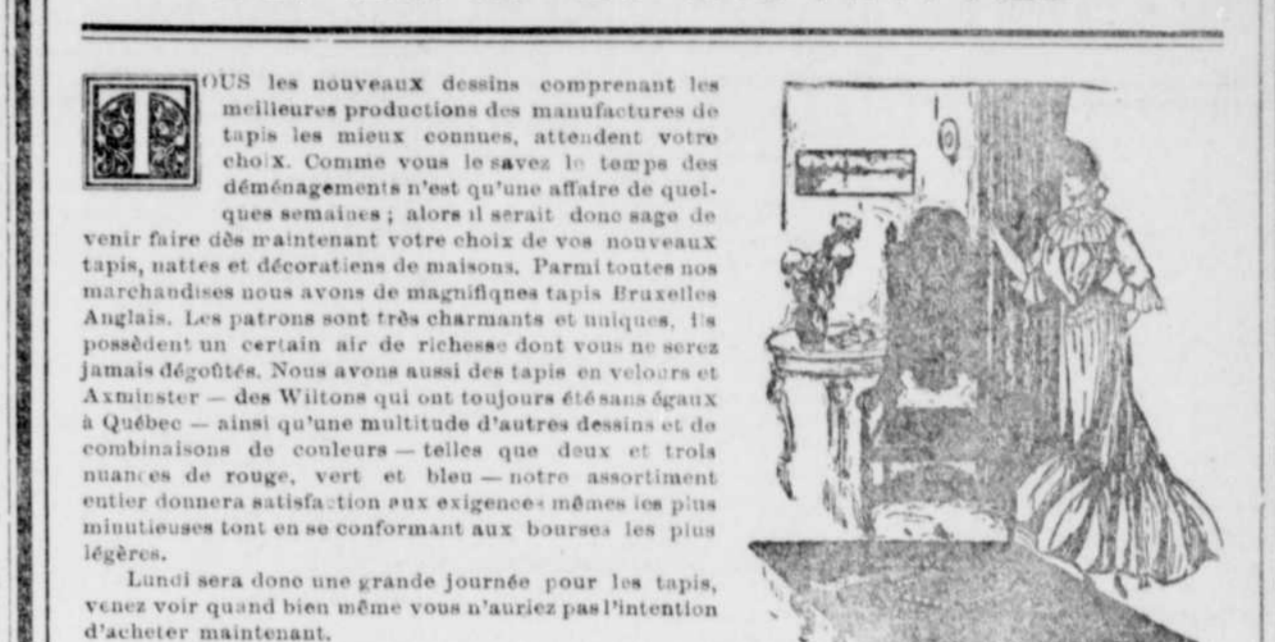 TOUS les nouveaux dessins comprenant les
meilleures productions des manufactures de
tapis les mieux connues, attendent votre
choix. Comme vous le savez le temps des
déménagements n'est qu'une affaire de quel-
ques semaines ; alors il serait donc sage de
venir faire dès maintenant votre choix de vos nouveaux
tapis, nattes et décorations de maisons. Parmi toutes nos
marchandises nous avons de magnifiqnes tapis Bruxelles
Anglais. Les patrons sont très charmants et uniques, ils
possèdent un certain air de richesse dont vous ne serez
jamais dégoûtés. Nous avons aussi des tapis en velours et
Axminster — des Wiltons qui ont toujours été sans égaux
à Québec — ainsi qu'une multitude d'autres dessins et de
combinaisons de couleurs — telles que deux et trois
nuances de rouge, vert et bleu — notre assortiment
entier donnera satisfaction aux exigences mêmes les plus
minutieuses tont en se conformant aux bourses les plus
légères.
Lundi sera donc une grande journée pour les tapis,
venez voir quand bien même vous n'auriez pas l'intention
d'acheter maintenant.